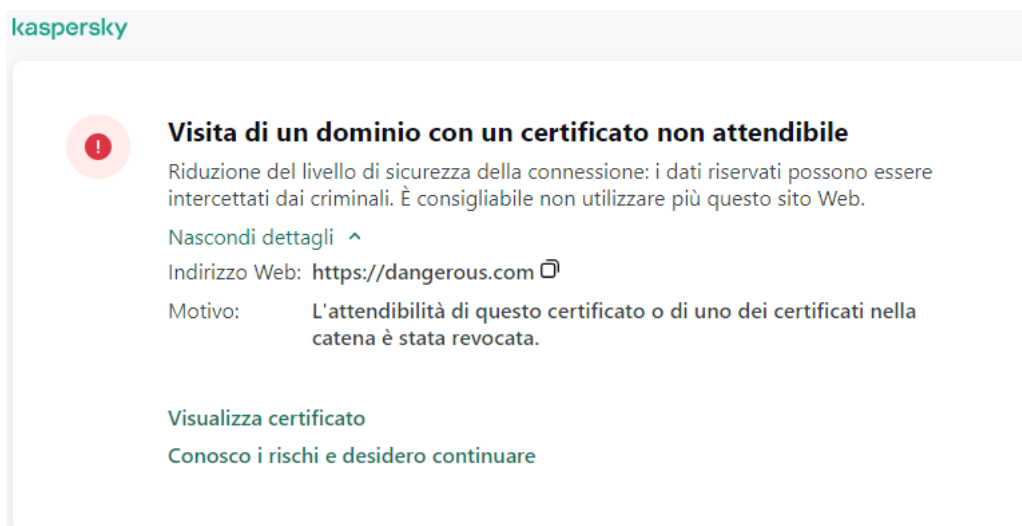 kaspersky
Visita di un dominio con un certificato non attendibile
Riduzione del livello di sicurezza della connessione: i dati riservati possono essere
intercettati dai criminali. È consigliabile non utilizzare più questo sito Web.
Nascondi dettagli
Indirizzo Web: https://dangerous.com
Motivo: L'attendibilità di questo certificato o di uno dei certificati nella
catena è stata revocata.
Visualizza certificato
Conosco i rischi e desidero continuare